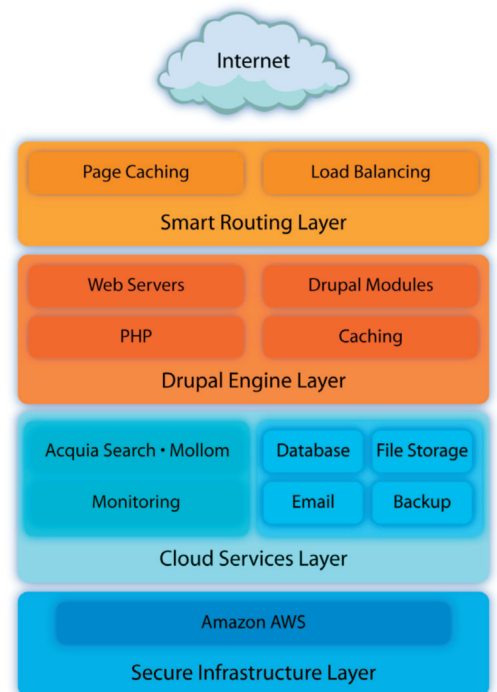 Internet
Page Caching
Load Balancing
Smart Routing Layer
Web Servers
Drupal Modules
PHP
Caching
Drupal Engine Layer
Acquia Search • Mollom
Database
File Storage
Monitoring
Email
Backup
Cloud Services Layer
Amazon AWS
Secure Infrastructure Layer